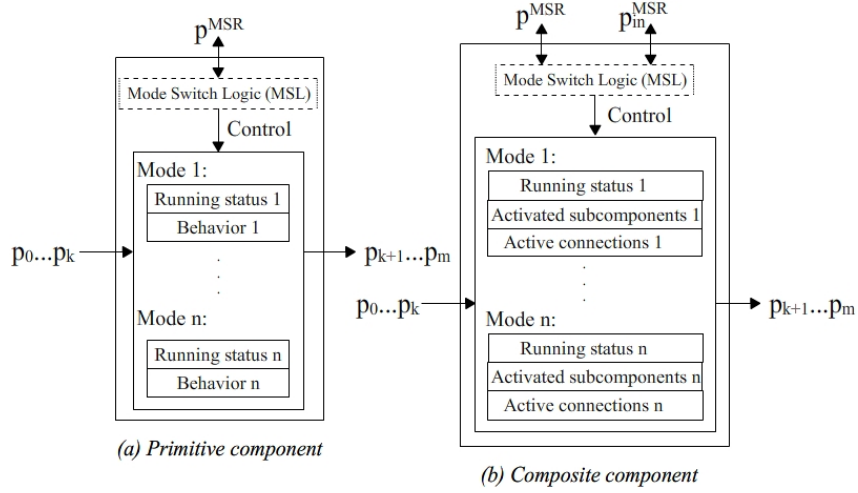 p^MSR
Mode Switch Logic (MSL)
Control
Mode 1:
Running status 1
Behavior 1
p₀...pₖ
pₖ₊₁...pₘ
.
.
.
Mode n:
Running status n
Behavior n
(a) Primitive component
p^MSR
p_in^MSR
Mode Switch Logic (MSL)
Control
Mode 1:
Running status 1
Activated subcomponents 1
Active connections 1
.
.
.
p₀...pₖ
pₖ₊₁...pₘ
Mode n:
Running status n
Activated subcomponents n
Active connections n
(b) Composite component